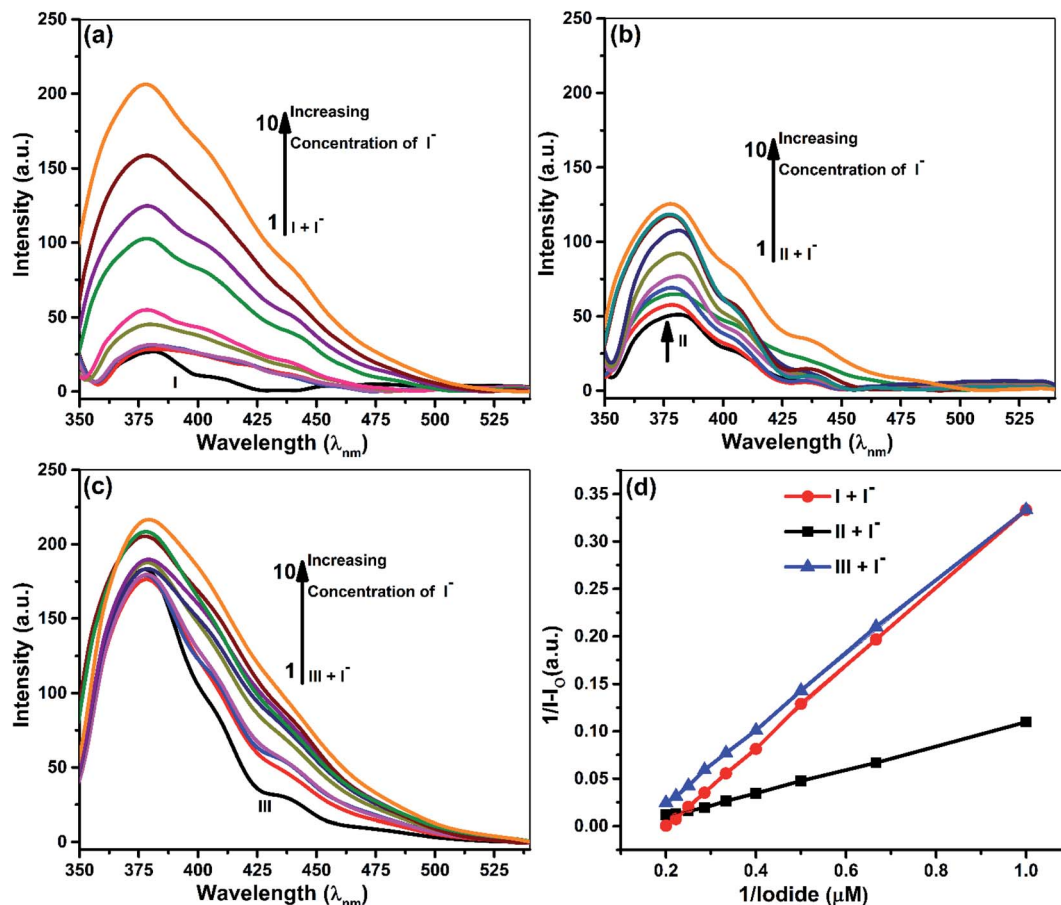 (a)
250
200
150
100
50
0
Intensity (a.u.)
10 Increasing
Concentration of I⁻
1 I + I⁻
I
350 375 400 425 450 475 500 525
Wavelength (λnm)
(b)
250
200
150
100
50
0
Intensity (a.u.)
10 Increasing
Concentration of I⁻
1 II + I⁻
II
350 375 400 425 450 475 500 525
Wavelength (λnm)
(c)
250
200
150
100
50
0
Intensity (a.u.)
10 Increasing
Concentration of I⁻
1 III + I⁻
III
350 375 400 425 450 475 500 525
Wavelength (λnm)
(d)
0.35
0.30
0.25
0.20
0.15
0.10
0.05
0.00
1/I-IO(a.u.)
I + I⁻
II + I⁻
III + I⁻
0.2 0.4 0.6 0.8 1.0
1/Iodide (μM)